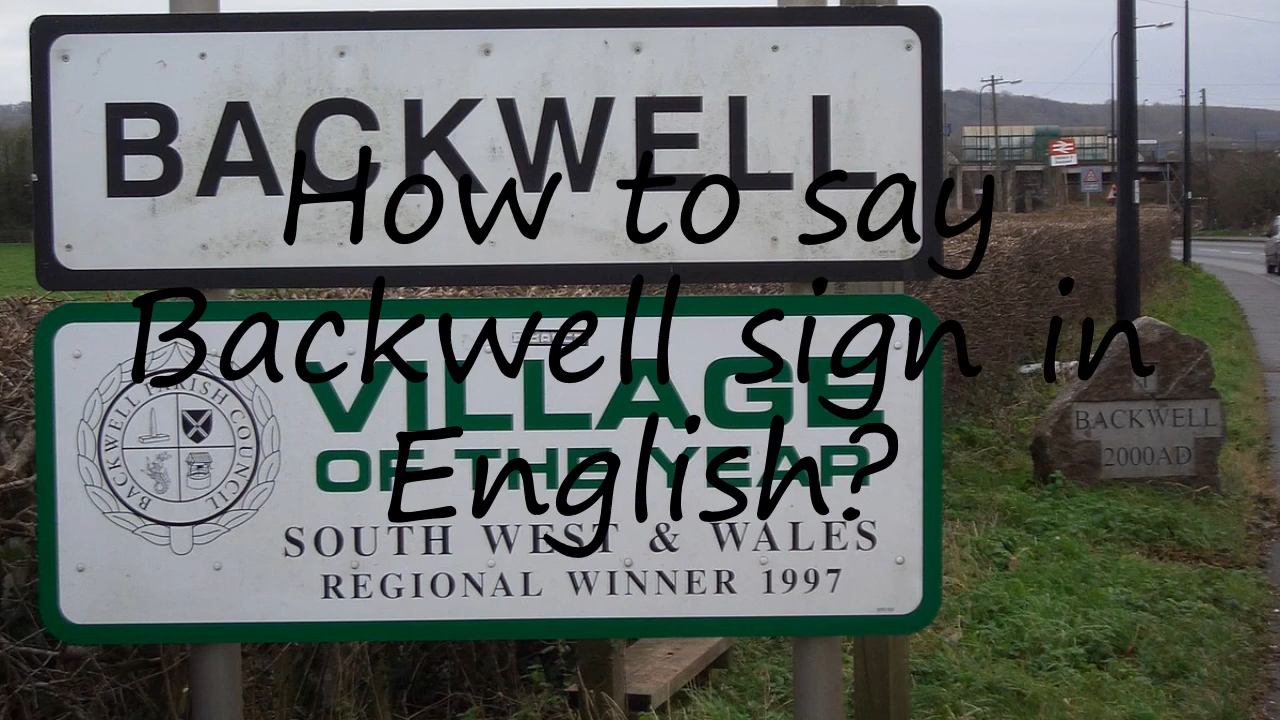 BACKWELL
How to say
Backwell sign in
English?
BACKWELL PARISH COUNCIL
VILLAGE
OF THE YEAR
SOUTH WEST & WALES
REGIONAL WINNER 1997
BACKWELL
2000AD